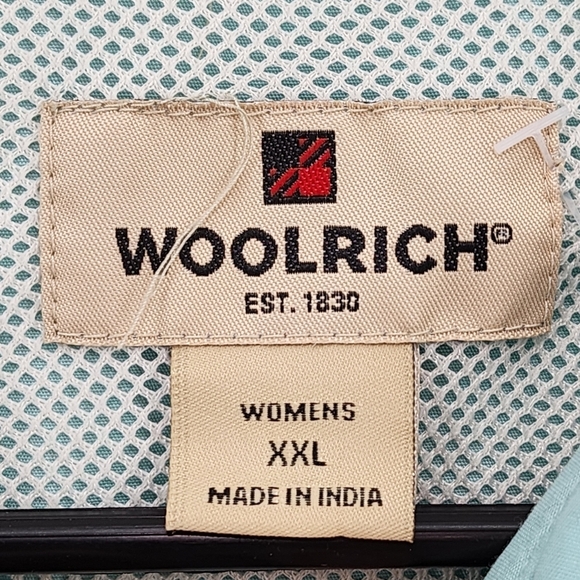 WOOLRICH®
EST. 1830
WOMENS
XXL
MADE IN INDIA